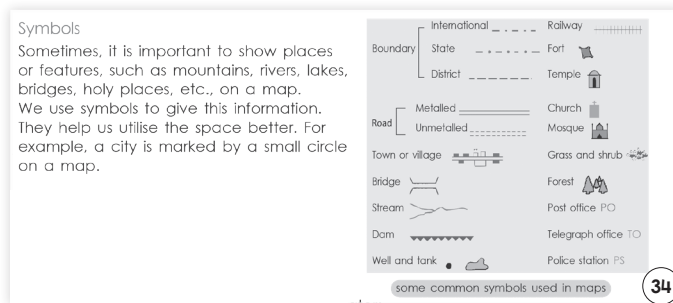 Symbols
Sometimes, it is important to show places
or features, such as mountains, rivers, lakes,
bridges, holy places, etc., on a map.
We use symbols to give this information.
They help us utilise the space better. For
example, a city is marked by a small circle
on a map.
Boundary
International
State
District
Road
Metalled
Unmetalled
Town or village
Bridge
Stream
Dam
Well and tank
Railway
Fort
Temple
Church
Mosque
Grass and shrub
Forest
Post office PO
Telegraph office TO
Police station PS
some common symbols used in maps
34